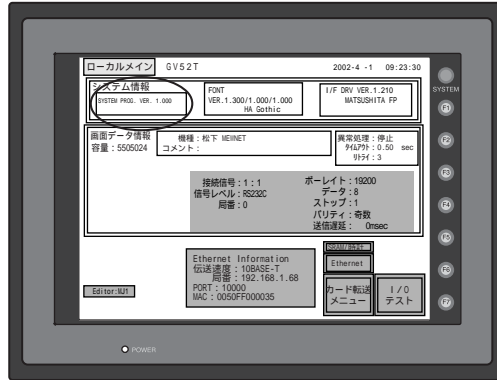 ローカルメイン GV52T 2002-4 -1 09:23:30
システム情報
SYSTEM PROG. VER. 1.000
FONT
VER.1.300/1.000/1.000
HA Gothic
I/F DRV VER.1.210
MATSUSHITA FP
画面データ情報
容量：5505024
機種：松下 MEWNET
コメント：
異常処理：停止
ﾀｲﾑｱｳﾄ：0.50 sec
ﾘﾄﾗｲ：3
接続信号：1：1
信号レベル：RS232C
局番：0
ボーレイト：19200
データ：8
ストップ：1
パリティ：奇数
送信遅延： 0msec
Ethernet Information
伝送速度：10BASE-T
局番：192.168.1.68
PORT：10000
MAC：0050FF000035
SRAM/時計
Ethernet
カード転送
メニュー
I/O
テスト
Editor:MJ1
SYSTEM
F1
F2
F3
F4
F5
F6
F7
POWER